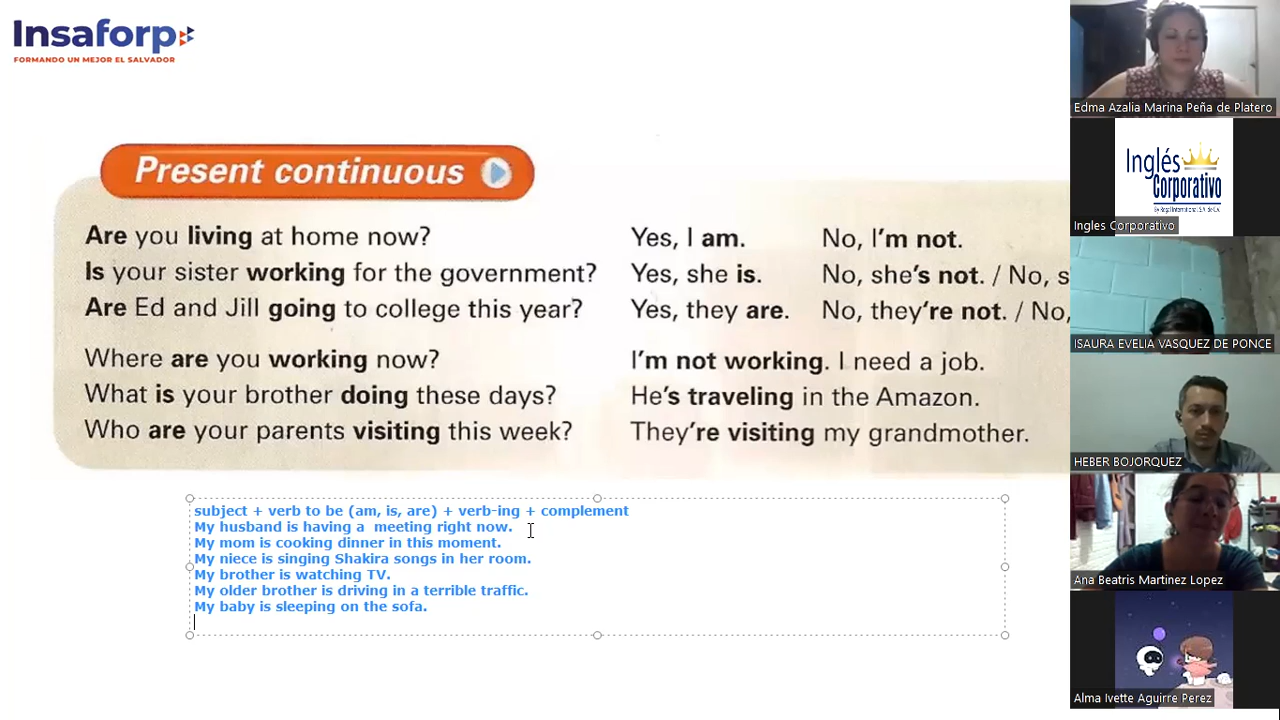 Insaforp
FORMANDO UN MEJOR EL SALVADOR
Present continuous
Are you living at home now? Yes, I am. No, I'm not.
Is your sister working for the government? Yes, she is. No, she's not. / No, s
Are Ed and Jill going to college this year? Yes, they are. No, they're not. / No,
Where are you working now? I'm not working. I need a job.
What is your brother doing these days? He's traveling in the Amazon.
Who are your parents visiting this week? They're visiting my grandmother.
subject + verb to be (am, is, are) + verb-ing + complement
My husband is having a meeting right now.
My mom is cooking dinner in this moment.
My niece is singing Shakira songs in her room.
My brother is watching TV.
My older brother is driving in a terrible traffic.
My baby is sleeping on the sofa.
Edma Azalia Marina Peña de Platero
Inglés
Corporativo
Ingles Corporativo
ISAURA EVELIA VASQUEZ DE PONCE
HEBER BOJORQUEZ
Ana Beatris Martinez Lopez
Alma Ivette Aguirre Perez